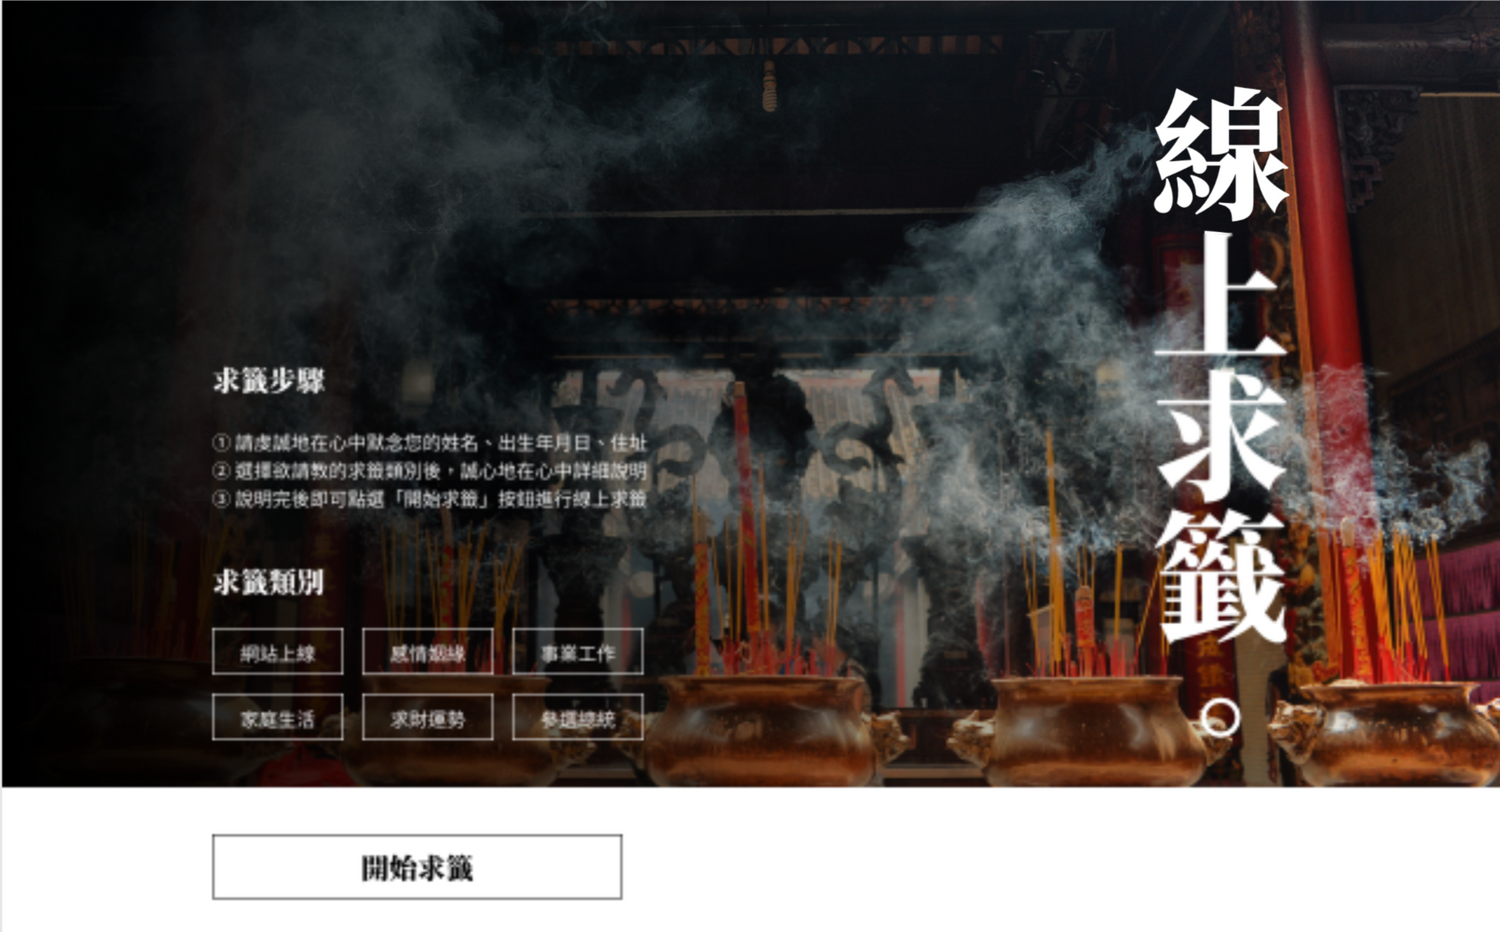 線上求籤。
求籤步驟
① 請虔誠地在心中默念您的姓名、出生年月日、住址
② 選擇欲請教的求籤類別後，誠心地在心中詳細說明
③ 說明完後即可點選「開始求籤」按鈕進行線上求籤
求籤類別
網站上線 感情姻緣 事業工作
家庭生活 求財運勢 參選總統
開始求籤